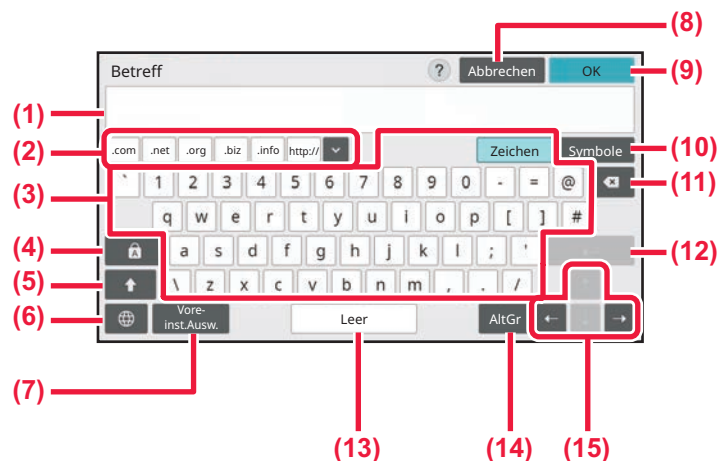 (8)
Betreff ? Abbrechen OK (9)
(1)
(2) .com .net .org .biz .info http:// Zeichen Symbole (10)
(3) ` 1 2 3 4 5 6 7 8 9 0 - = @ (11)
q w e r t y u i o p [ ] #
(4) A a s d f g h j k l ; ' (12)
(5) \ z x c v b n m , . /
(6) Vore-
inst.Ausw. Leer AltGr ← →
(7)
(13) (14) (15)